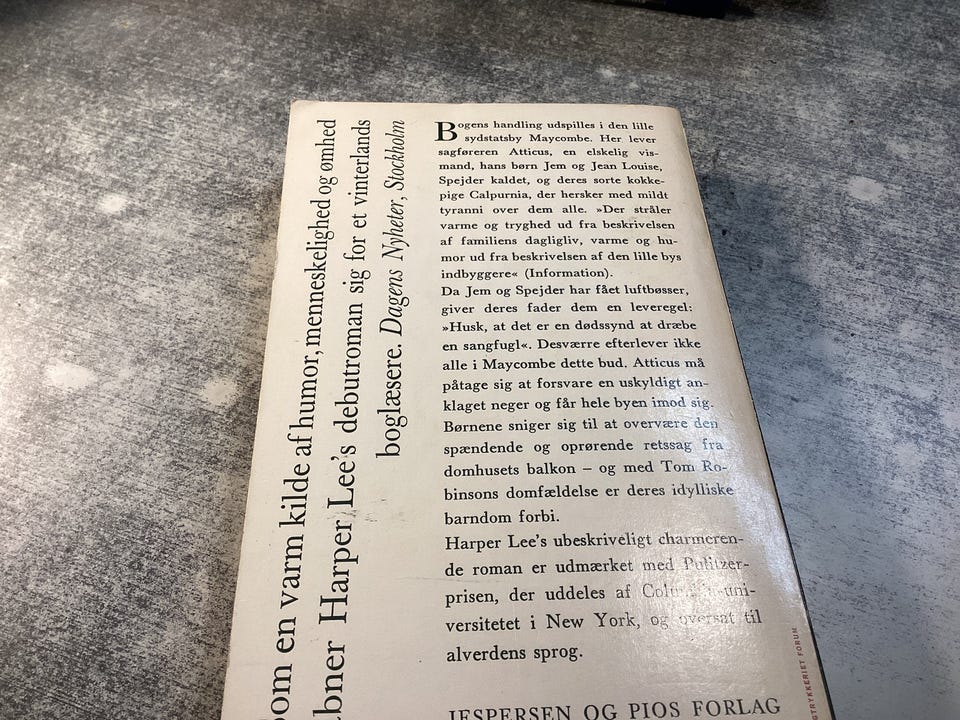 en varm kilde af humor, menneskelighed og ømhed
Harper Lee's debutroman sig for et vinterlands
boglæsere. Dagens Nyheter, Stockholm
Bogens handling udspilles i den lille
sydstatsby Maycombe. Her lever
sagføreren Atticus, en elskelig vis-
mand, hans børn Jem og Jean Louise,
Spejder kaldet, og deres sorte kokke-
pige Calpurnia, der hersker med mildt
tyranni over dem alle. »Der stråler
varme og tryghed ud fra beskrivelsen
af familiens dagligliv, varme og hu-
mor ud fra beskrivelsen af den lille bys
indbyggere« (Information).
Da Jem og Spejder har fået luftbøsser,
giver deres fader dem en leveregel:
»Husk, at det er en dødssynd at dræbe
en sangfugl«. Desværre efterlever ikke
alle i Maycombe dette bud. Atticus må
påtage sig at forsvare en uskyldigt an-
klaget neger og får hele byen imod sig.
Børnene sniger sig til at overvære den
spændende og oprørende retssag fra
domhusets balkon – og med Tom Ro-
binsons domfældelse er deres idylliske
barndom forbi.
Harper Lee's ubeskriveligt charmeren-
de roman er udmærket med Pulitzer-
prisen, der uddeles af Columbia-uni-
versitetet i New York, og oversat til
alverdens sprog.
JESPERSEN OG PIOS FORLAG
TRYKKERIET FORUM